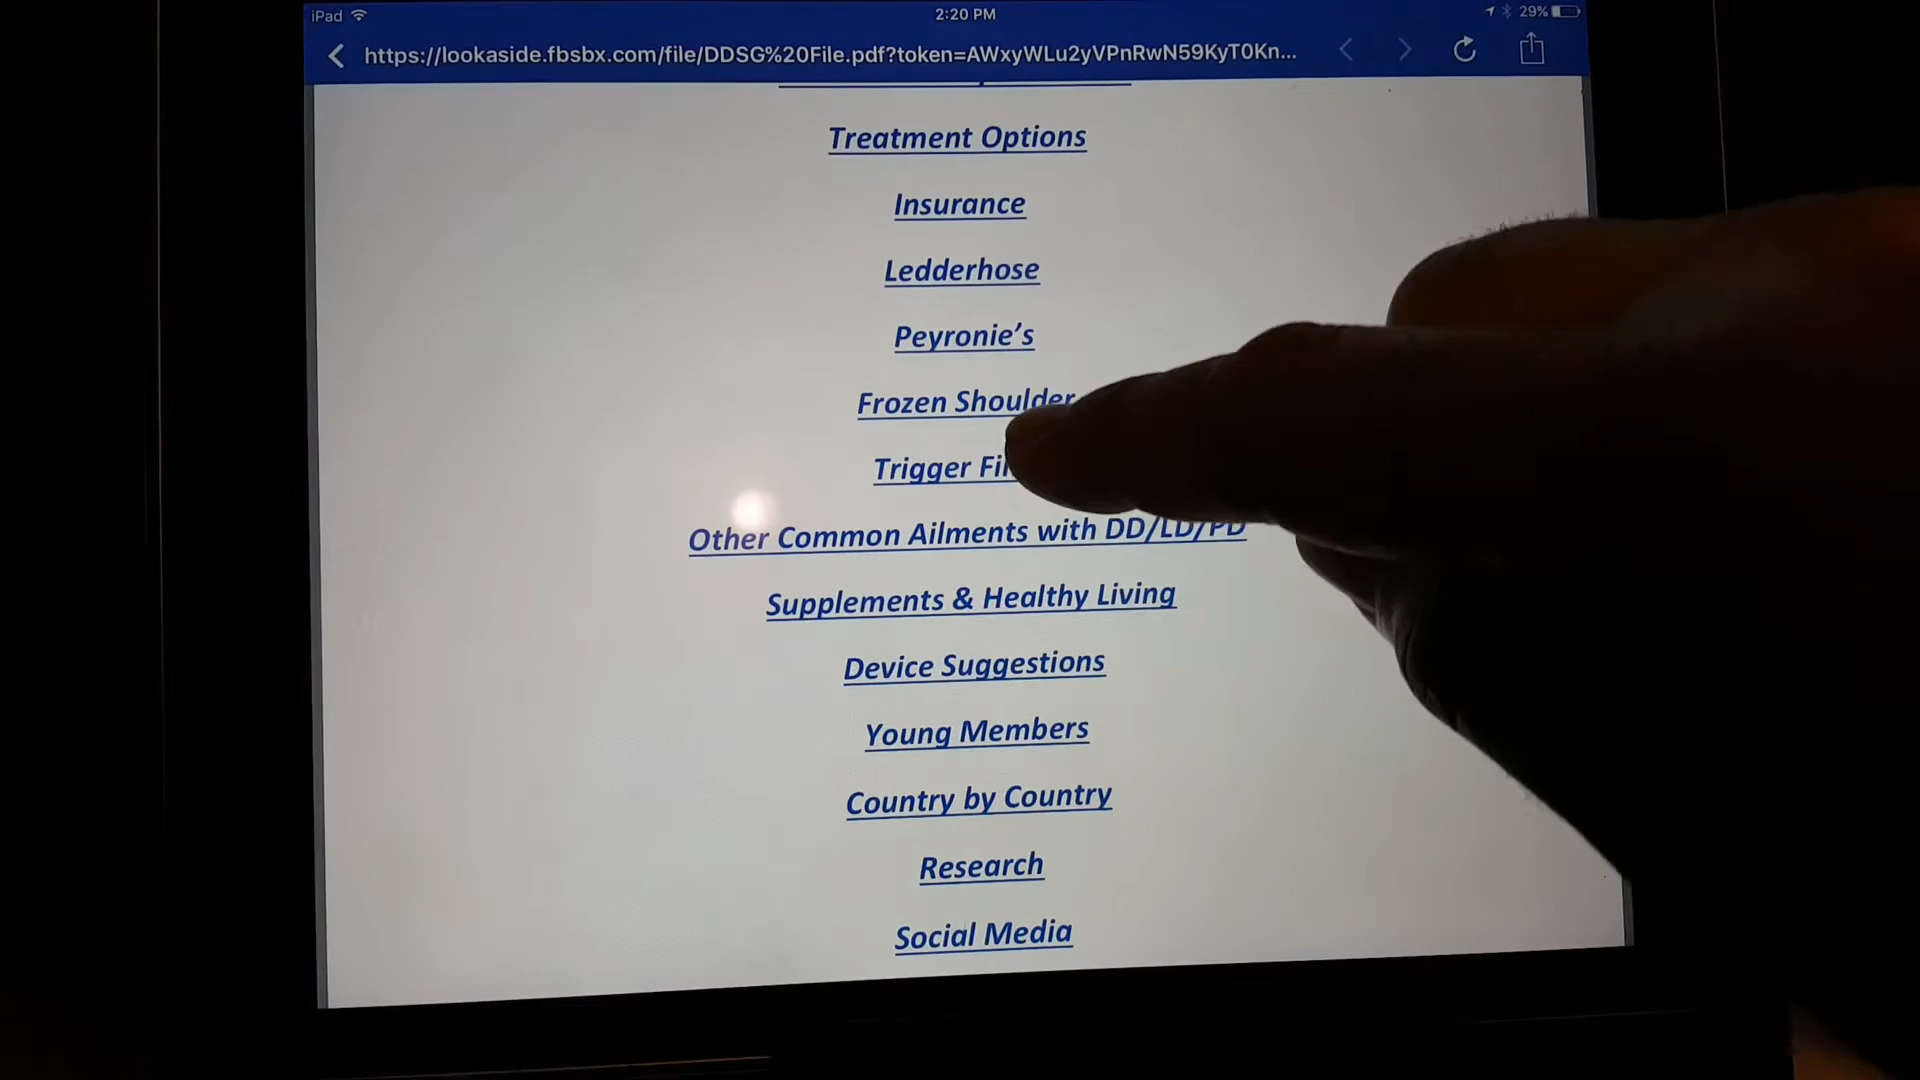 iPad 2:20 PM 29%
https://lookaside.fbsbx.com/file/DDSG%20File.pdf?token=AWxyWLu2yVPnRwN59KyT0Kn...
Treatment Options
Insurance
Ledderhose
Peyronie’s
Frozen Shoulder
Trigger
Other Common Ailments with DD/LD/PD
Supplements & Healthy Living
Device Suggestions
Young Members
Country by Country
Research
Social Media